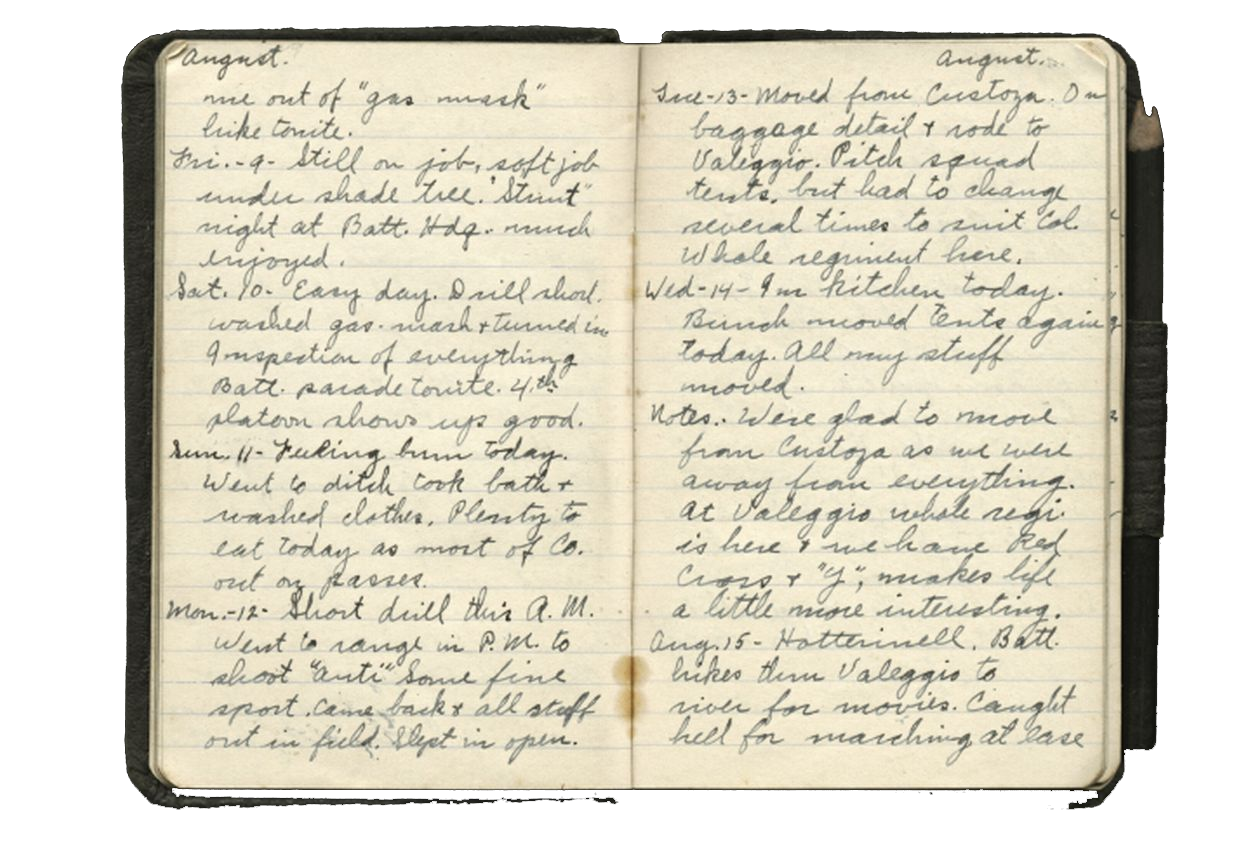 August.
me out of "gas mask"
hike tonite.
Fri.-9- Still on job, soft job
under shade tree. "Stunt"
night at Batt. Hdq. much
enjoyed.
Sat. 10- Easy day. Drill short.
washed gas-mask & turned in
Inspection of everything
Batt. parade tonite. 4th
platoon shows up good.
Sun. 11- Feeling bum today.
Went to ditch took bath &
washed clothes. Plenty to
eat today as most of Co.
out on passes.
Mon.-12- Short drill this A.M.
Went to range in P.M. to
shoot "Auti" Some fine
sport. Came back & all stuff
out in field. Slept in open.
August.
Tue-13- Moved from Custoza. On
baggage detail & rode to
Valeggio. Pitch squad
tents, but had to change
several times to suit Col.
Whole regiment here.
Wed-14- Im kitchen today.
Bunch moved tents again
today. All my stuff
moved.
Notes.. Were glad to move
from Custoza as we were
away from everything.
At Valeggio whole regi.
is here & we have Red
Cross & "Y", makes life
a little more interesting.
Aug.15- Hotterinell. Batt.
hikes thru Valeggio to
river for movies. Caught
hell for marching at ease